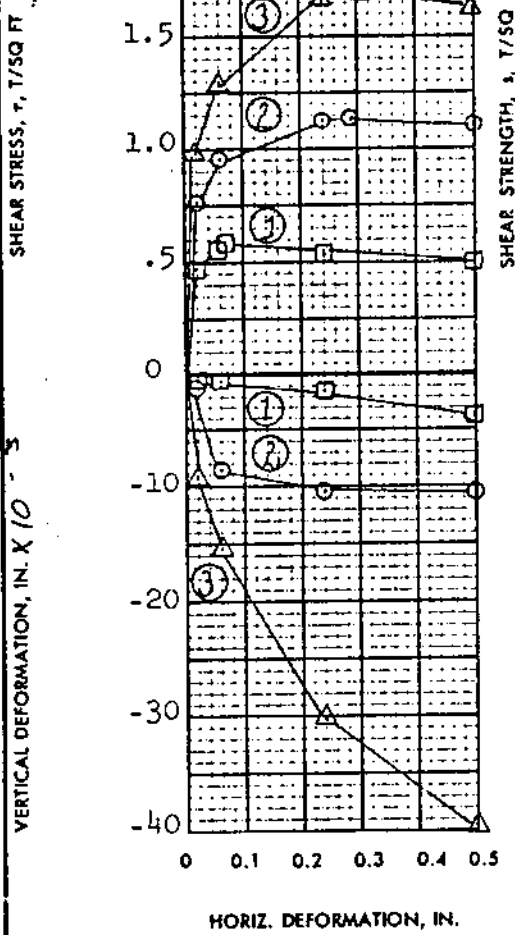 SHEAR STRESS, τ, T/SQ FT
VERTICAL DEFORMATION, IN. X 10 -3
1.5
1.0
.5
0
-10
-20
-30
-40
3
2
1
1
2
3
0 0.1 0.2 0.3 0.4 0.5
HORIZ. DEFORMATION, IN.
SHEAR STRENGTH, s, T/SQ